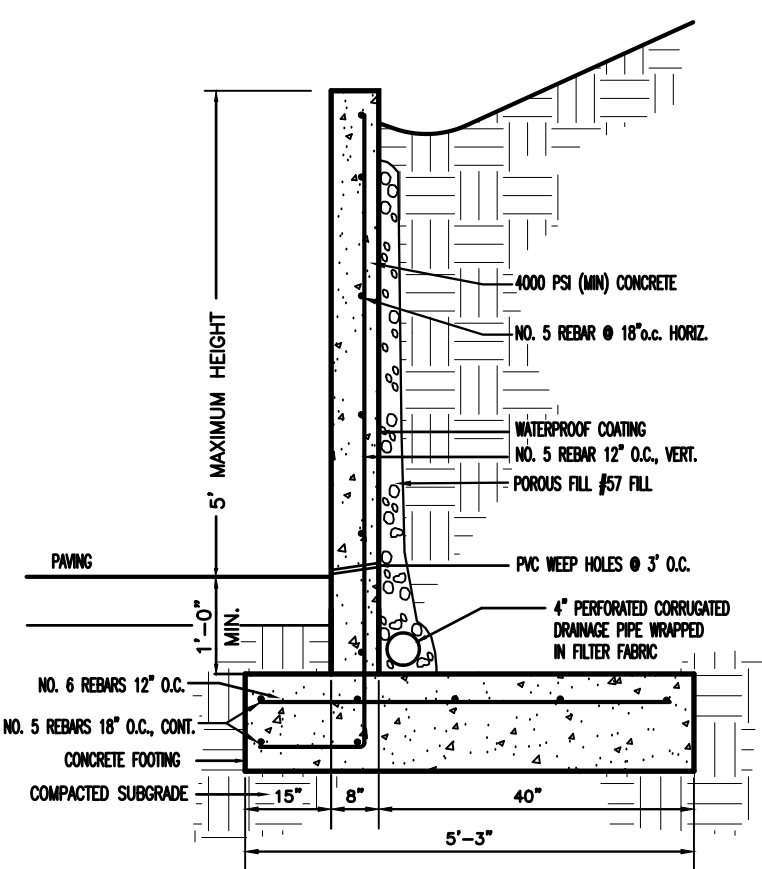 4000 PSI (MIN) CONCRETE
NO. 5 REBAR @ 18"o.c. HORIZ.
5' MAXIMUM HEIGHT
WATERPROOF COATING
NO. 5 REBAR 12" O.C., VERT.
POROUS FILL #57 FILL
PAVING
PVC WEEP HOLES @ 3' O.C.
1'-0"
MIN.
4" PERFORATED CORRUGATED
DRAINAGE PIPE WRAPPED
IN FILTER FABRIC
NO. 6 REBARS 12" O.C.
NO. 5 REBARS 18" O.C., CONT.
CONCRETE FOOTING
COMPACTED SUBGRADE
15"
8"
40"
5'-3"